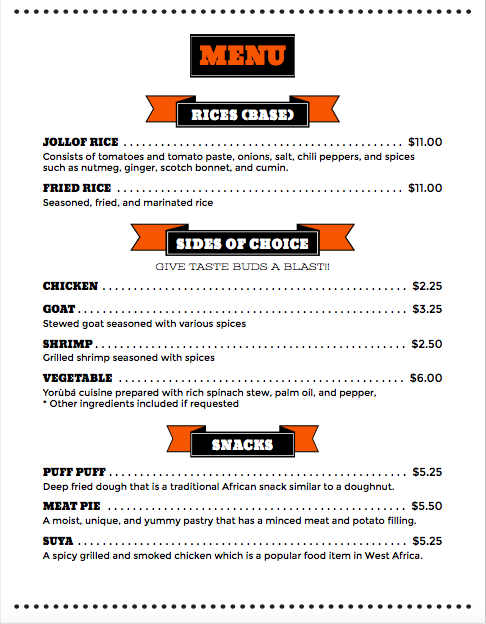 MENU
RICES (BASE)
JOLLOF RICE ................................................ $11.00
Consists of tomatoes and tomato paste, onions, salt, chili peppers, and spices
such as nutmeg, ginger, scotch bonnet, and cumin.
FRIED RICE ................................................ $11.00
Seasoned, fried, and marinated rice
SIDES OF CHOICE
GIVE TASTE BUDS A BLAST!!
CHICKEN ................................................ $2.25
GOAT ................................................ $3.25
Stewed goat seasoned with various spices
SHRIMP ................................................ $2.50
Grilled shrimp seasoned with spices
VEGETABLE ................................................ $6.00
Yorùbá cuisine prepared with rich spinach stew, palm oil, and pepper,
* Other ingredients included if requested
SNACKS
PUFF PUFF ................................................ $5.25
Deep fried dough that is a traditional African snack similar to a doughnut.
MEAT PIE ................................................ $5.50
A moist, unique, and yummy pastry that has a minced meat and potato filling.
SUYA ................................................ $5.25
A spicy grilled and smoked chicken which is a popular food item in West Africa.